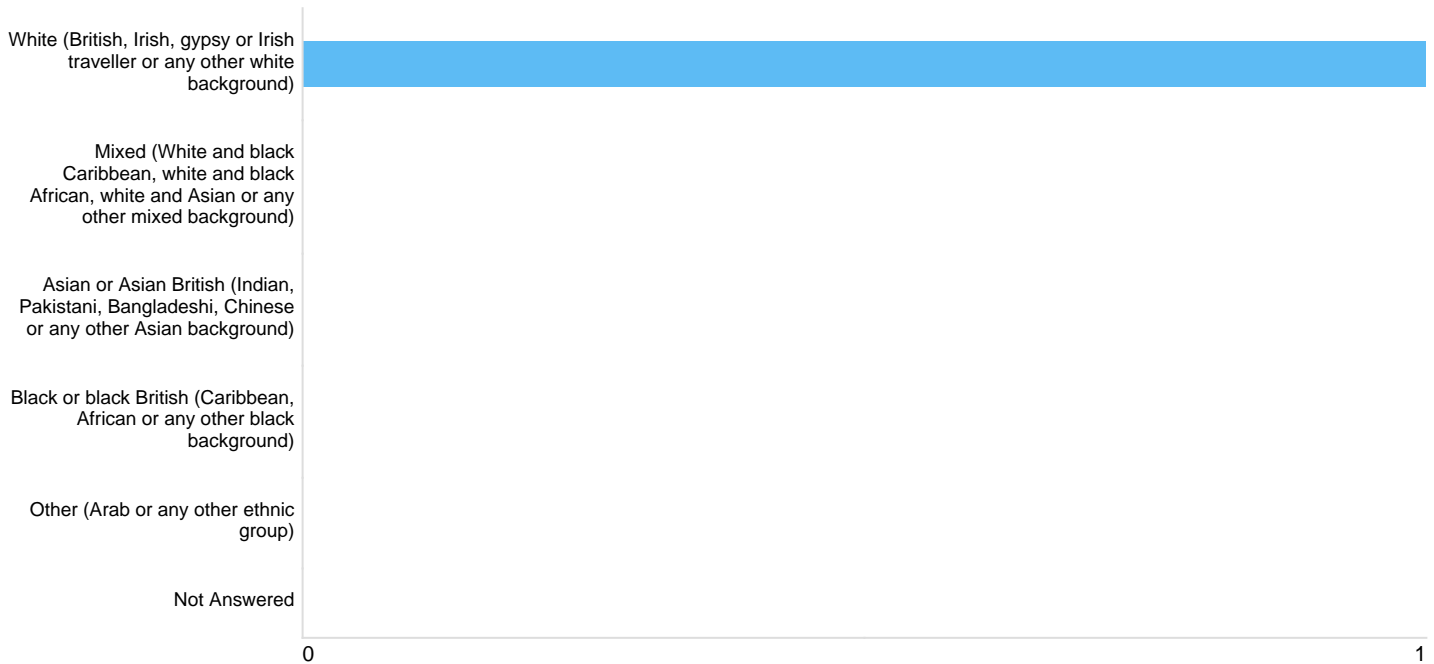 White (British, Irish, gypsy or Irish
traveller or any other white
background)
Mixed (White and black
Caribbean, white and black
African, white and Asian or any
other mixed background)
Asian or Asian British (Indian,
Pakistani, Bangladeshi, Chinese
or any other Asian background)
Black or black British (Caribbean,
African or any other black
background)
Other (Arab or any other ethnic
group)
Not Answered
0 1